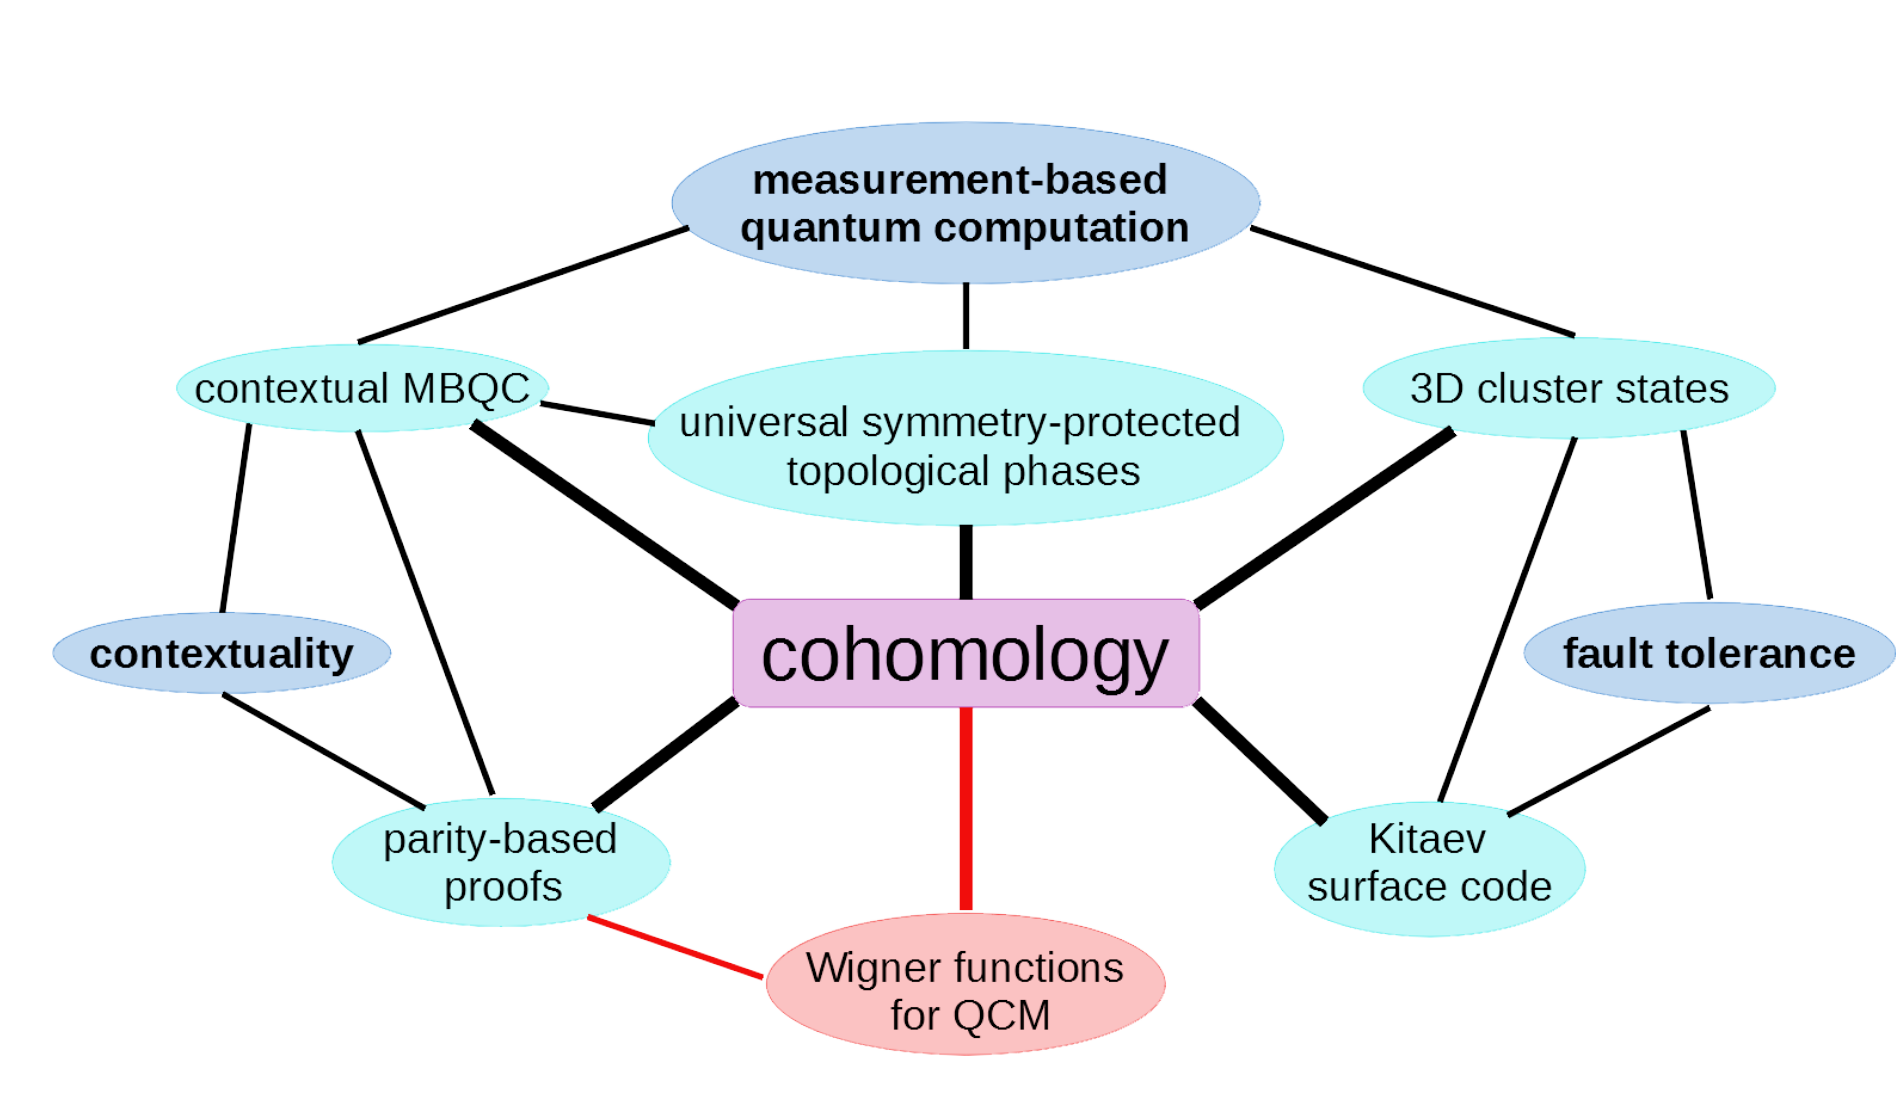 measurement-based
quantum computation
contextual MBQC
universal symmetry-protected
topological phases
3D cluster states
contextuality
cohomology
fault tolerance
parity-based
proofs
Kitaev
surface code
Wigner functions
for QCM